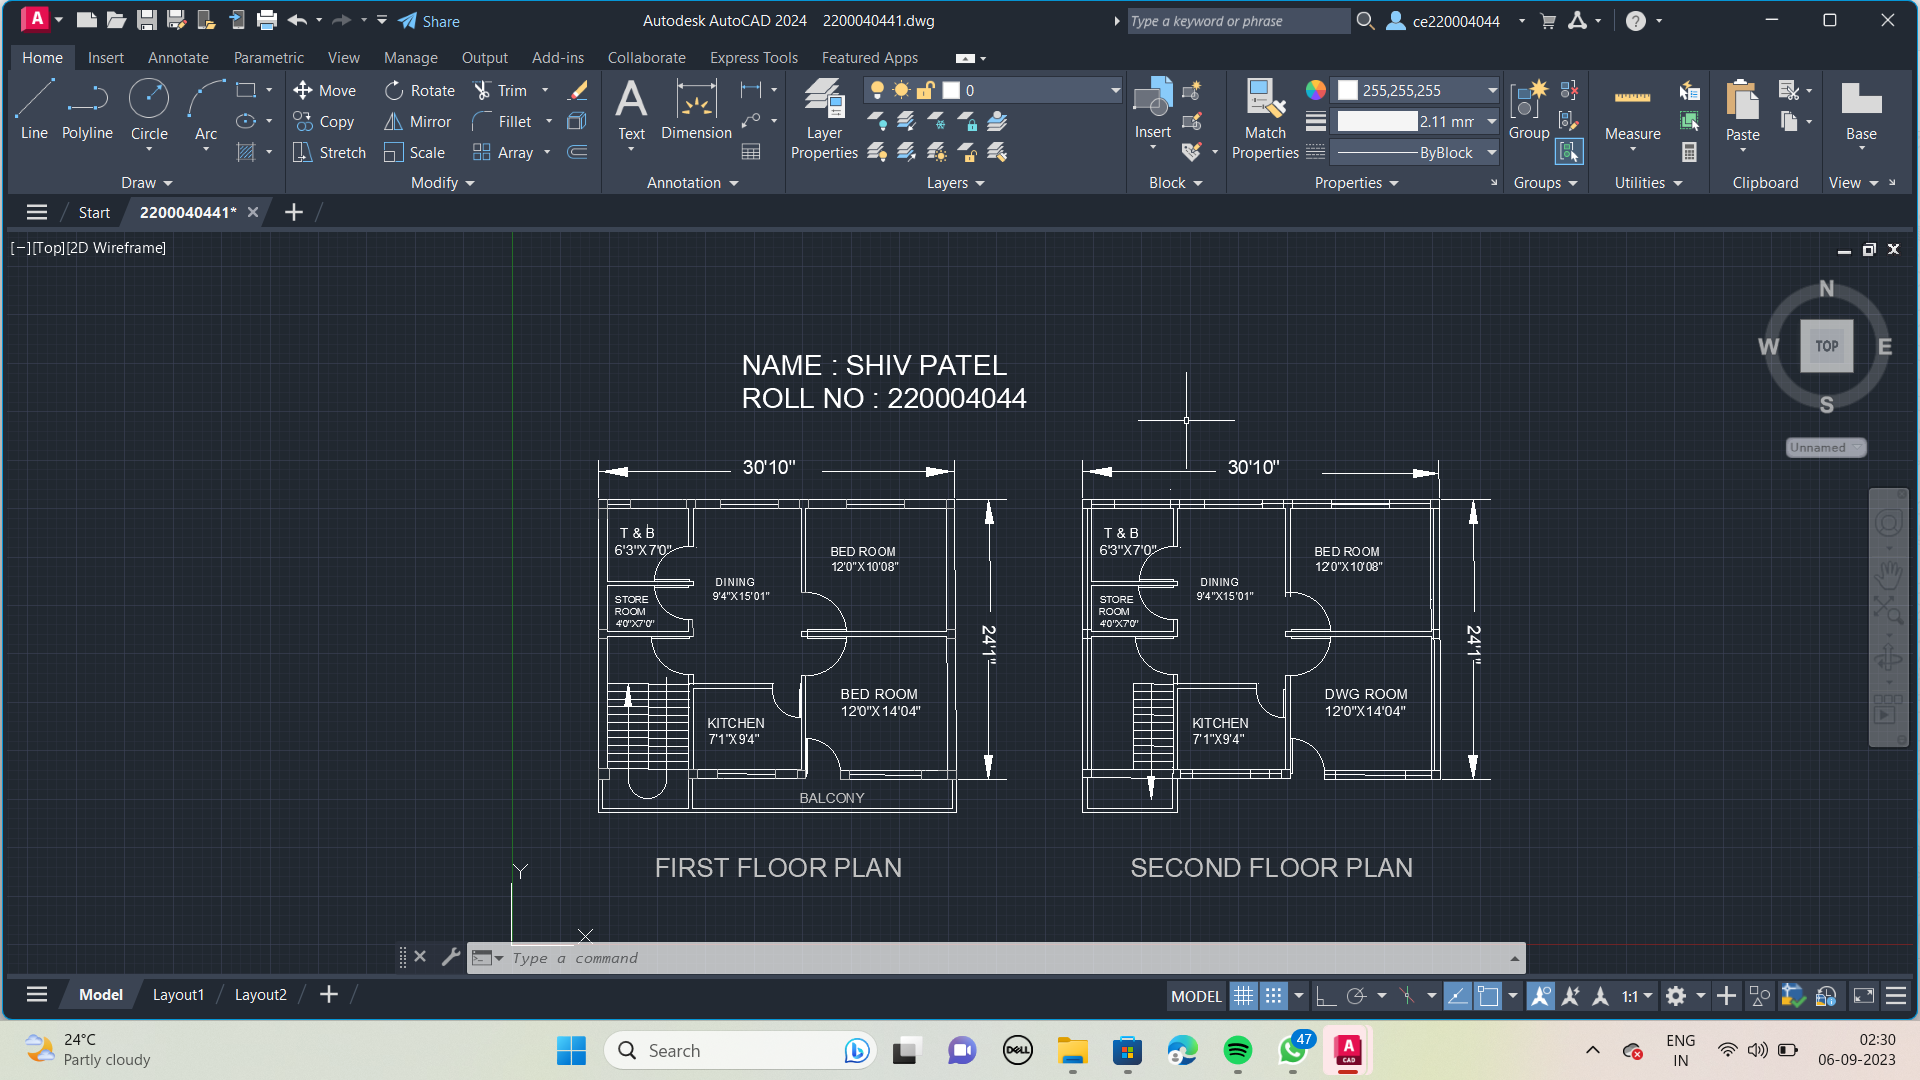 Share
Autodesk AutoCAD 2024 2200040441.dwg
Type a keyword or phrase
ce220004044
Home Insert Annotate Parametric View Manage Output Add-ins Collaborate Express Tools Featured Apps
Line
Polyline
Circle
Arc
Draw
Move Rotate Trim
Copy Mirror Fillet
Stretch Scale Array
Modify
Text
Dimension
Annotation
Layer
Properties
0
Layers
Insert
Block
Match
Properties
255,255,255
2.11 mm
ByBlock
Properties
Group
Groups
Measure
Utilities
Paste
Clipboard
Base
View
Start 2200040441*
[−][Top][2D Wireframe]
N
W TOP E
S
Unnamed
NAME : SHIV PATEL
ROLL NO : 220004044
30'10"
T & B
6'3"X7'0"
BED ROOM
12'0"X10'08"
DINING
9'4"X15'01"
STORE
ROOM
4'0"X7'0"
24'1"
BED ROOM
12'0"X14'04"
KITCHEN
7'1"X9'4"
BALCONY
FIRST FLOOR PLAN
30'10"
T & B
6'3"X7'0"
BED ROOM
12'0"X10'08"
DINING
9'4"X15'01"
STORE
ROOM
4'0"X7'0"
24'1"
DWG ROOM
12'0"X14'04"
KITCHEN
7'1"X9'4"
SECOND FLOOR PLAN
Y
X
Type a command
Model Layout1 Layout2
MODEL
1:1
24°C
Partly cloudy
Search
DELL
47
A
CAD
ENG
IN
02:30
06-09-2023